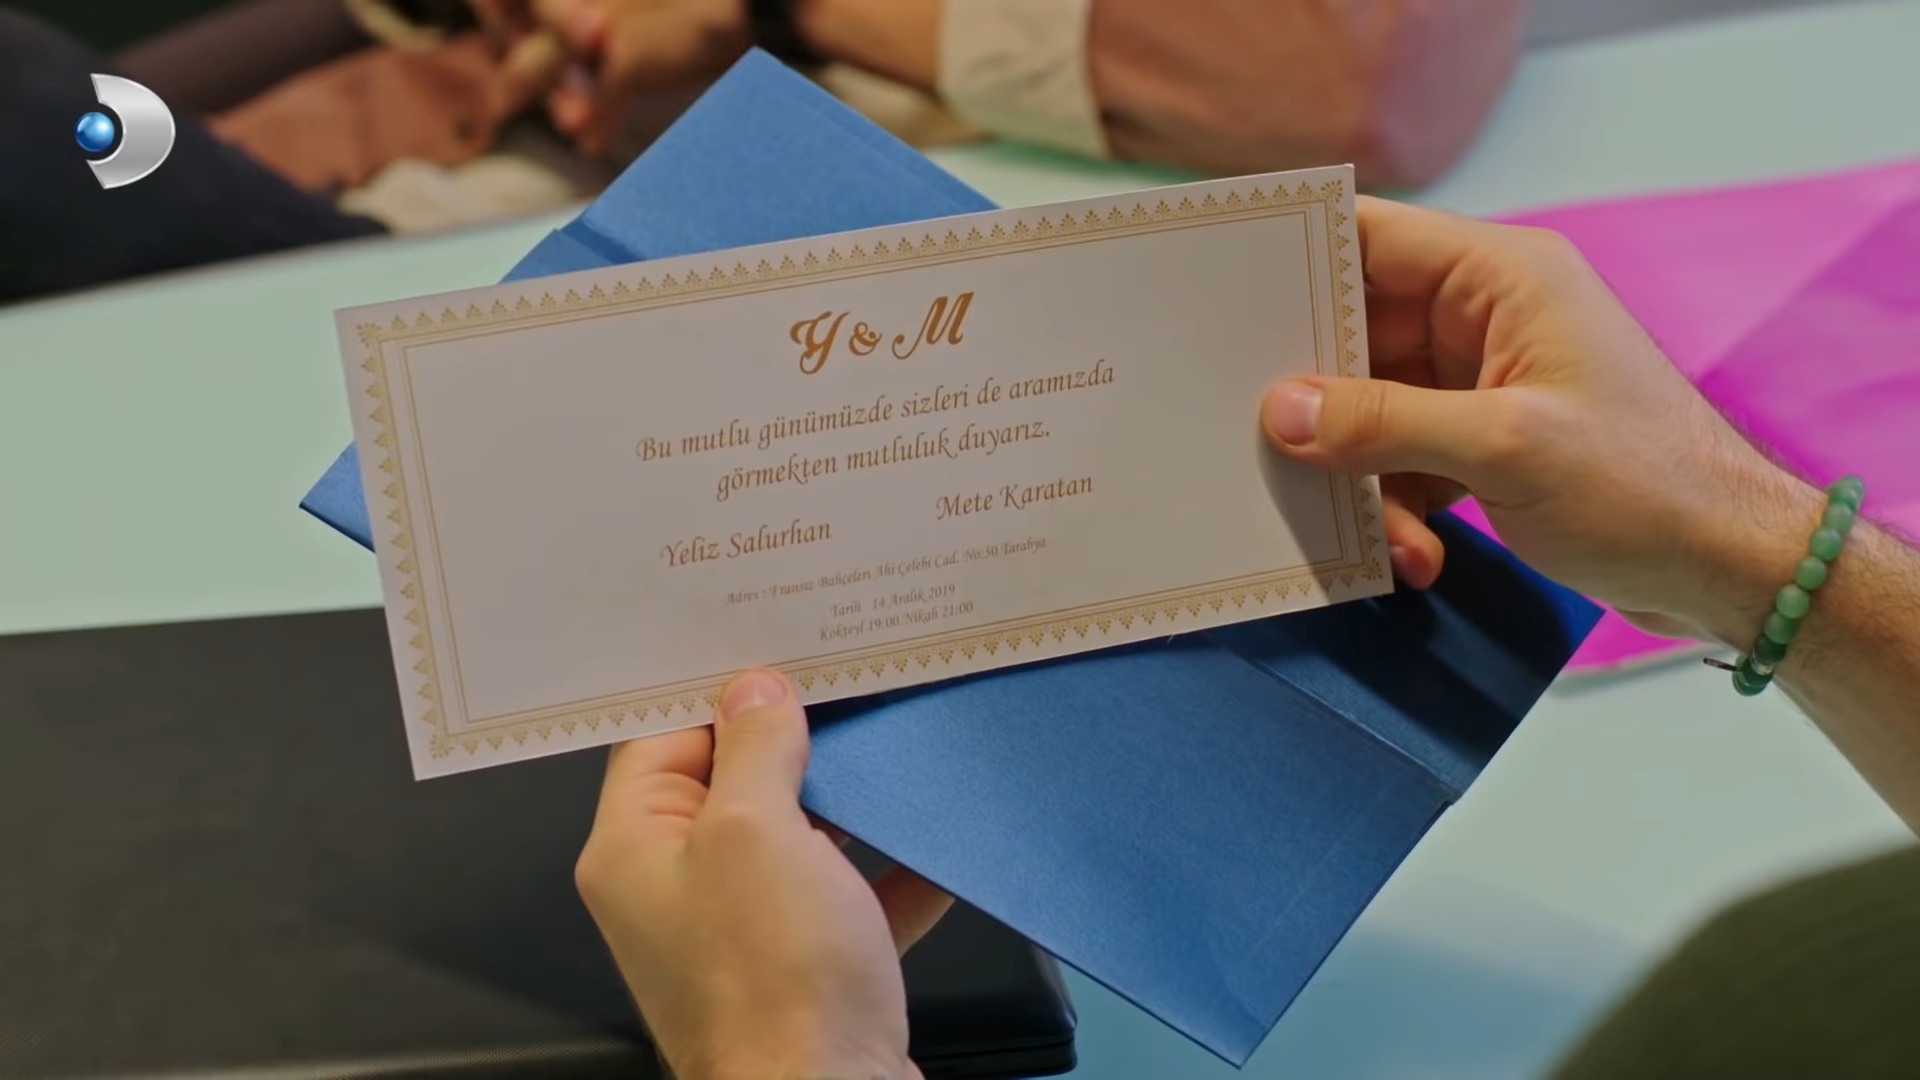 Y & M
Bu mutlu günümüzde sizleri de aramızda
görmekten mutluluk duyarız.
Yeliz Salurhan Mete Karatan
Adres : Fransız Bahçeleri Ahi Çelebi Cad. No:50 Tarabya
Tarih 14 Aralık 2019
Kokteyl 19:00 Nikah 21:00